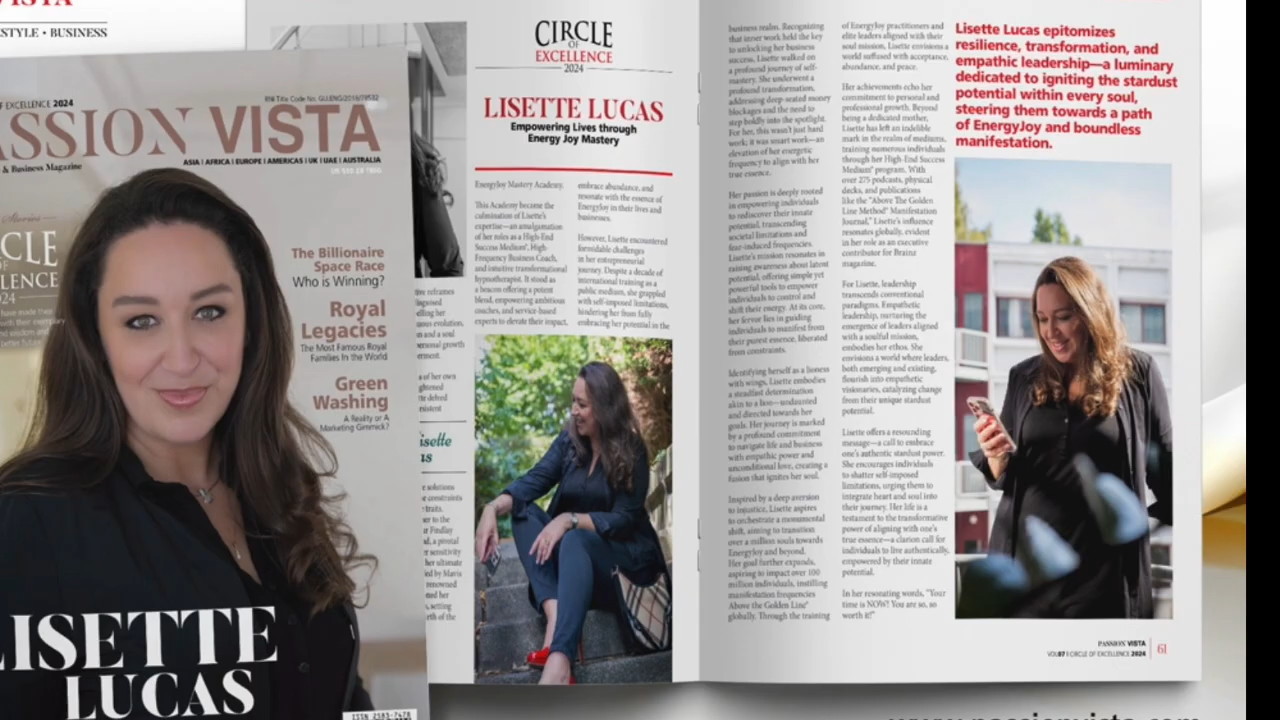 VISTA
STYLE • BUSINESS
F EXCELLENCE 2024
ASSION VISTA
& Business Magazine
ASIA I AFRICA I EUROPE I AMERICAS I UK I UAE I AUSTRALIA
The Billionaire
Space Race
Who is Winning?
Royal
Legacies
The Most Famous Royal
Families In the World
Green
Washing
A Reality or A
Marketing Gimmick?
LISETTE
LUCAS
CIRCLE
OF
EXCELLENCE
2024
LISETTE LUCAS
Empowering Lives through
Energy Joy Mastery
EnergyJoy Mastery Academy.
This Academy became the
culmination of Lisette's
expertise—an amalgamation
of her roles as a High-End
Success Medium®, High-
Frequency Business Coach,
and intuitive transformational
hypnotherapist. It stood as
a beacon offering a potent
blend, empowering ambitious
coaches, and service-based
experts to elevate their impact,
embrace abundance, and
resonate with the essence of
EnergyJoy in their lives and
businesses.
However, Lisette encountered
formidable challenges
in her entrepreneurial
journey. Despite a decade of
international training as a
public medium, she grappled
with self-imposed limitations,
hindering her from fully
embracing her potential in the
business realm. Recognizing
that inner work held the key
to unlocking her business
success, Lisette walked on
a profound journey of self-
mastery. She underwent a
profound transformation,
addressing deep-seated money
blockages and the need to
step boldly into the spotlight.
For her, this wasn't just hard
work; it was smart work—an
elevation of her energetic
frequency to align with her
true essence.
Her passion is deeply rooted
in empowering individuals
to rediscover their innate
potential, transcending
societal limitations and
fear-induced frequencies.
Lisette's mission resonates in
raising awareness about latent
potential, offering simple yet
powerful tools to empower
individuals to control and
shift their energy. At its core,
her fervor lies in guiding
individuals to manifest from
their purest essence, liberated
from constraints.
Identifying herself as a lioness
with wings, Lisette embodies
a steadfast determination
akin to a lion—undaunted
and directed towards her
goals. Her journey is marked
by a profound commitment
to navigate life and business
with empathic power and
unconditional love, creating a
fusion that ignites her soul.
Inspired by a deep aversion
to injustice, Lisette aspires
to orchestrate a monumental
shift, aiming to transition
over a million souls towards
EnergyJoy and beyond.
Her goal further expands,
aspiring to impact over 100
million individuals, instilling
manifestation frequencies
Above the Golden Line®
globally. Through the training
of EnergyJoy practitioners and
elite leaders aligned with their
soul mission, Lisette envisions a
world suffused with acceptance,
abundance, and peace.
Her achievements echo her
commitment to personal and
professional growth. Beyond
being a dedicated mother,
Lisette has left an indelible
mark in the realm of mediums,
training numerous individuals
through her High-End Success
Medium® program. With
over 275 podcasts, physical
decks, and publications
like the "Above The Golden
Line Method® Manifestation
Journal," Lisette's influence
resonates globally, evident
in her role as an executive
contributor for Brainz
magazine.
For Lisette, leadership
transcends conventional
paradigms. Empathetic
leadership, nurturing the
emergence of leaders aligned
with a soulful mission,
embodies her ethos. She
envisions a world where leaders,
both emerging and existing,
flourish into empathetic
visionaries, catalyzing change
from their unique stardust
potential.
Lisette offers a resounding
message—a call to embrace
one's authentic stardust power.
She encourages individuals
to shatter self-imposed
limitations, urging them to
integrate heart and soul into
their journey. Her life is a
testament to the transformative
power of aligning with one's
true essence—a clarion call for
individuals to live authentically,
empowered by their innate
potential.
In her resonating words, "Your
time is NOW! You are so, so
worth it!"
Lisette Lucas epitomizes
resilience, transformation, and
empathic leadership—a luminary
dedicated to igniting the stardust
potential within every soul,
steering them towards a path
of EnergyJoy and boundless
manifestation.
PASSION VISTA
VOL07 I CIRCLE OF EXCELLENCE 2024
61
ISSN 2583-7478
www.passionvista.com